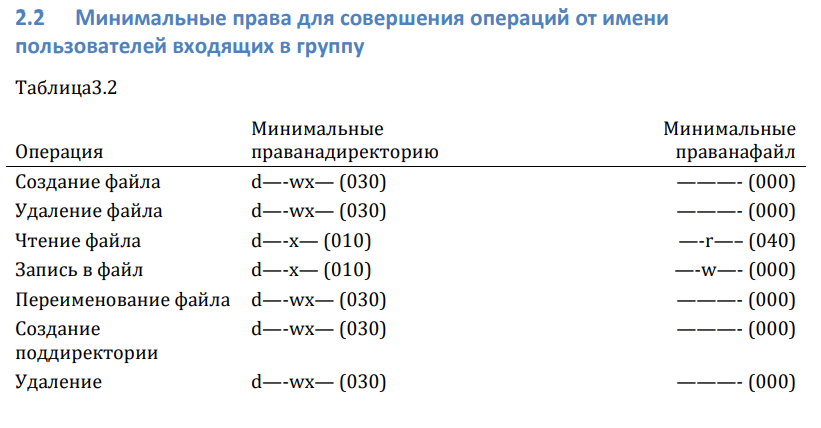 2.2 Минимальные права для совершения операций от имени
пользователей входящих в группу
Таблица3.2
Операция Минимальные праванадиректорию Минимальные праванафайл
Создание файла d—-wx— (030) ———- (000)
Удаление файла d—-wx— (030) ———- (000)
Чтение файла d—-x— (010) —-r—– (040)
Запись в файл d—-x— (010) —-w—- (000)
Переименование файла d—-wx— (030) ———- (000)
Создание поддиректории d—-wx— (030) ———- (000)
Удаление d—-wx— (030) ———- (000)